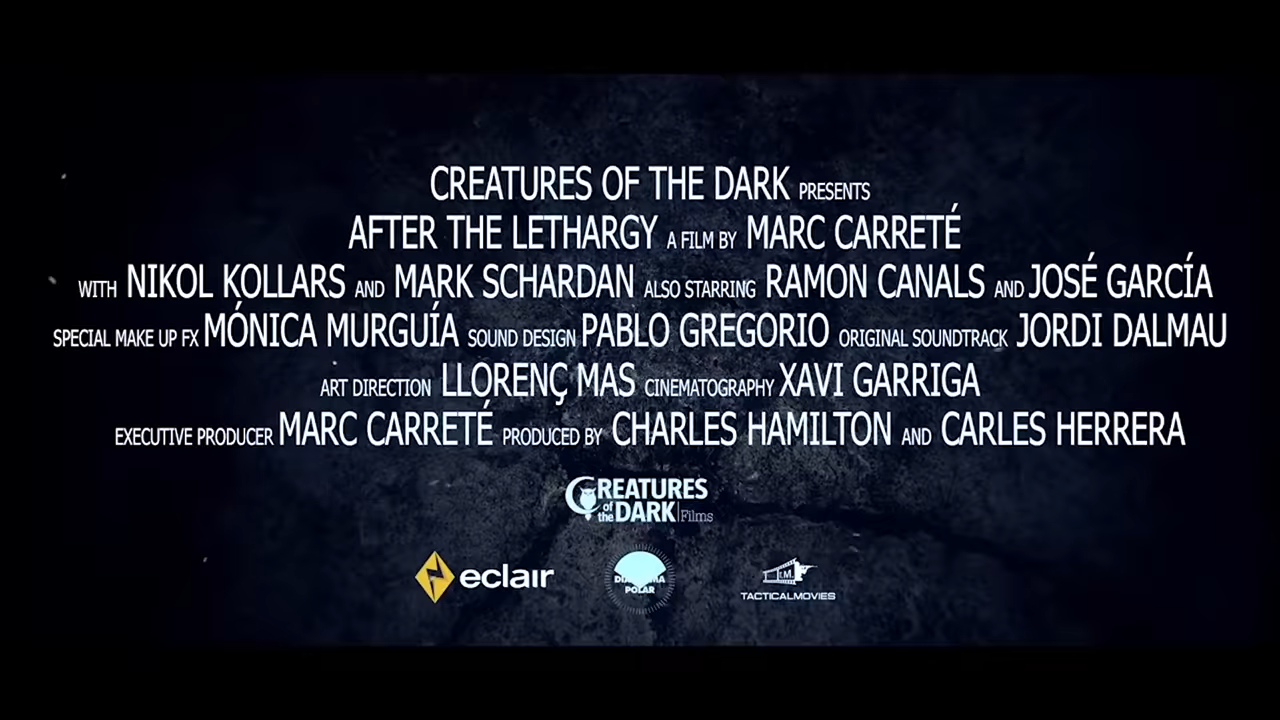 CREATURES OF THE DARK PRESENTS
AFTER THE LETHARGY A FILM BY MARC CARRETÉ
WITH NIKOL KOLLARS AND MARK SCHARDAN ALSO STARRING RAMON CANALS AND JOSÉ GARCÍA
SPECIAL MAKE UP FX MÓNICA MURGUÍA SOUND DESIGN PABLO GREGORIO ORIGINAL SOUNDTRACK JORDI DALMAU
ART DIRECTION LLORENÇ MAS CINEMATOGRAPHY XAVI GARRIGA
EXECUTIVE PRODUCER MARC CARRETÉ PRODUCED BY CHARLES HAMILTON AND CARLES HERRERA
CREATURES
of the DARK Films
eclair
POLAR
T.M.
TACTICALMOVIES